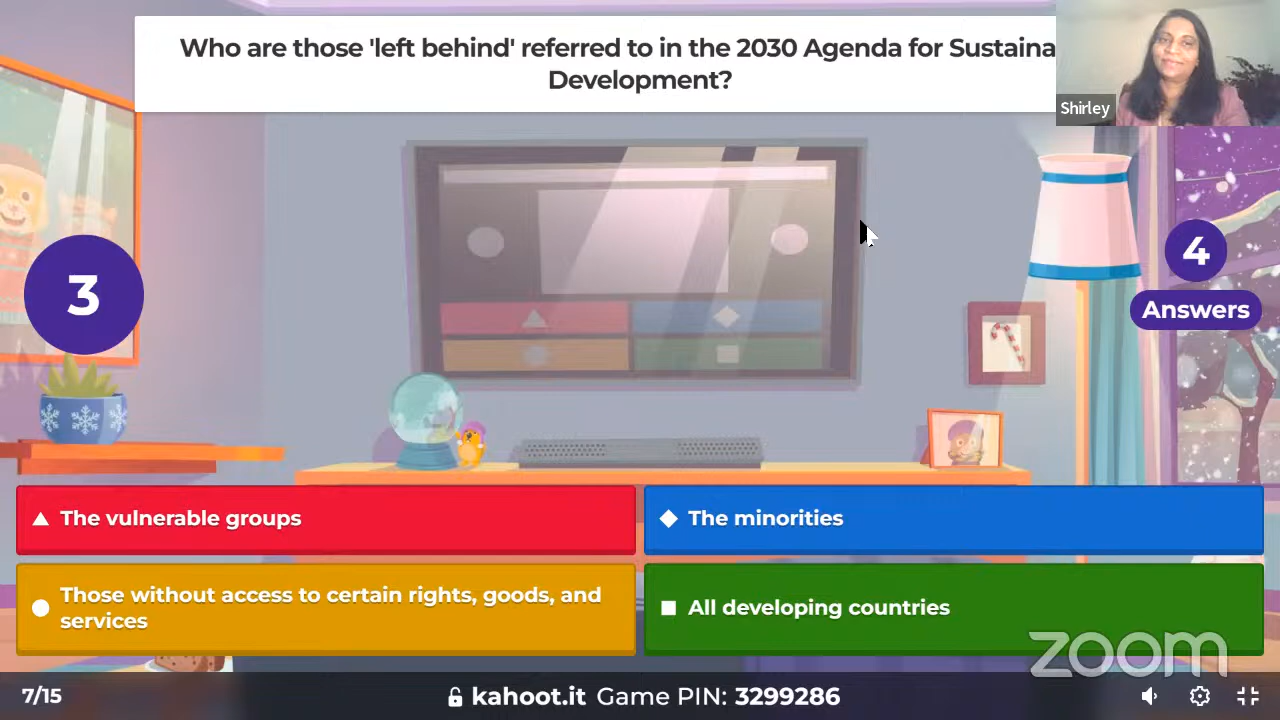 Who are those 'left behind' referred to in the 2030 Agenda for Sustaina
Development?
Shirley
3
4
Answers
The vulnerable groups
The minorities
Those without access to certain rights, goods, and
services
All developing countries
zoom
7/15
kahoot.it Game PIN: 3299286